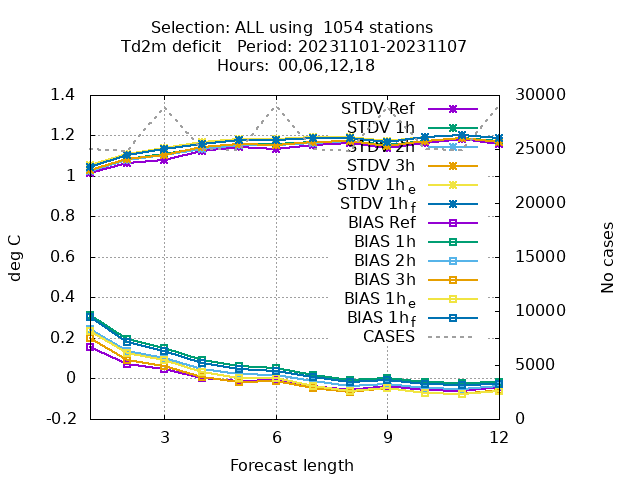 Selection: ALL using  1054 stations
Td2m deficit   Period: 20231101-20231107
Hours:  00,06,12,18
1.4
1.2
1
0.8
0.6
0.4
0.2
0
-0.2
deg C
30000
25000
20000
15000
10000
5000
0
No cases
STDV Ref
STDV 1h
STDV 2h
STDV 3h
STDV 1he
STDV 1hf
BIAS Ref
BIAS 1h
BIAS 2h
BIAS 3h
BIAS 1he
BIAS 1hf
CASES
3 6 9 12
Forecast length